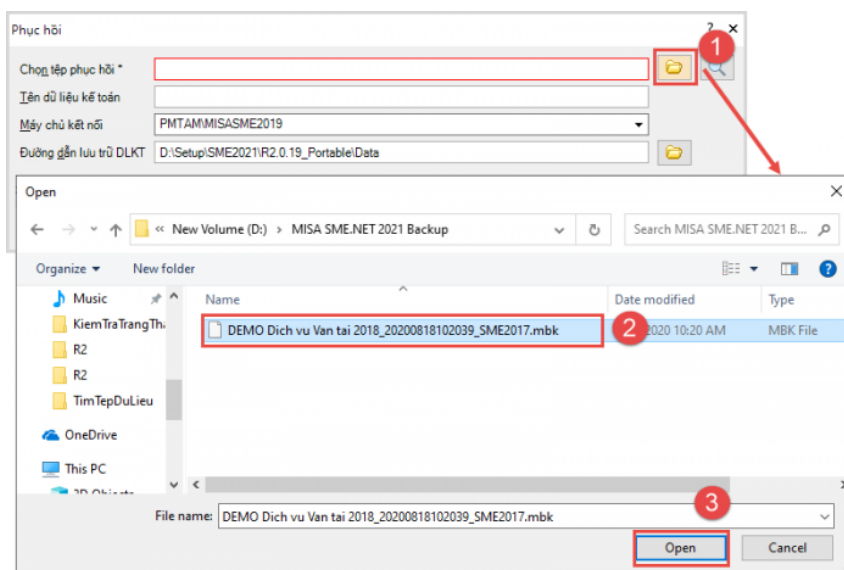 Phục hồi
? ×
1
Chọn tệp phục hồi *
Tên dữ liệu kế toán
Máy chủ kết nối PMTAM\MISASME2019
Đường dẫn lưu trữ DLKT D:\Setup\SME2021\R2.0.19_Portable\Data
Open
« New Volume (D:) › MISA SME.NET 2021 Backup
Search MISA SME.NET 2021 B...
Organize New folder
Music
Name Date modified Type
KiemTraTrangTh
DEMO Dich vu Van tai 2018_20200818102039_SME2017.mbk 2 2020 10:20 AM MBK File
R2
R2
TimTepDuLieu
OneDrive
This PC
3D Objects
3
File name: DEMO Dich vu Van tai 2018_20200818102039_SME2017.mbk
Open Cancel